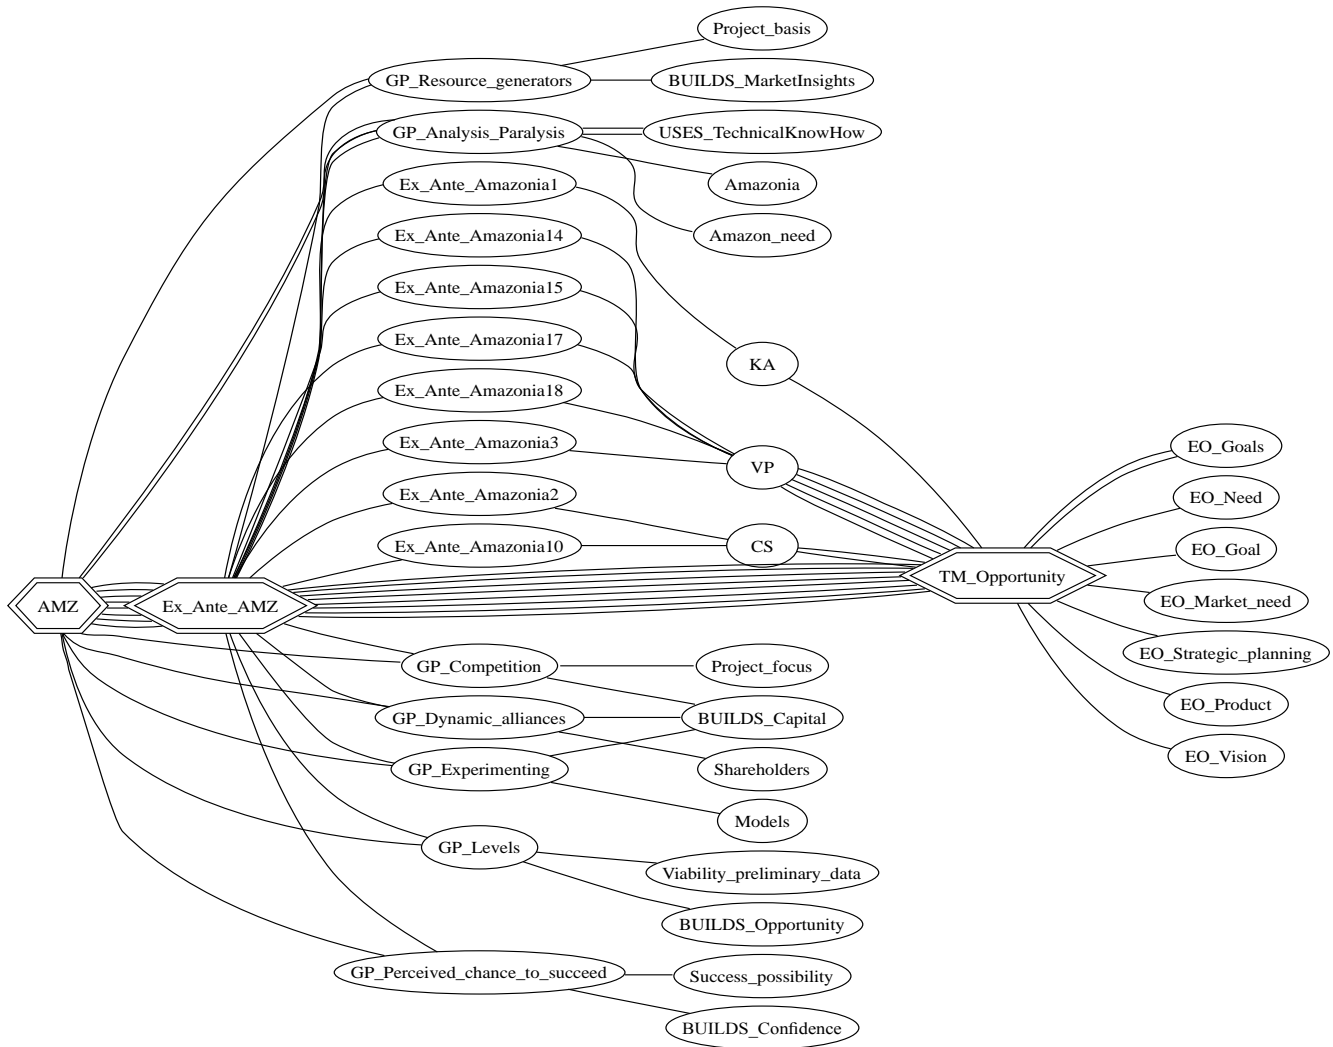 Project_basis
GP_Resource_generators
BUILDS_MarketInsights
GP_Analysis_Paralysis
USES_TechnicalKnowHow
Ex_Ante_Amazonia1
Amazonia
Ex_Ante_Amazonia14
Amazon_need
Ex_Ante_Amazonia15
Ex_Ante_Amazonia17
KA
Ex_Ante_Amazonia18
Ex_Ante_Amazonia3
EO_Goals
VP
Ex_Ante_Amazonia2
EO_Need
Ex_Ante_Amazonia10
CS
EO_Goal
TM_Opportunity
AMZ
Ex_Ante_AMZ
EO_Market_need
EO_Strategic_planning
GP_Competition
Project_focus
EO_Product
GP_Dynamic_alliances
BUILDS_Capital
EO_Vision
GP_Experimenting
Shareholders
Models
GP_Levels
Viability_preliminary_data
BUILDS_Opportunity
GP_Perceived_chance_to_succeed
Success_possibility
BUILDS_Confidence